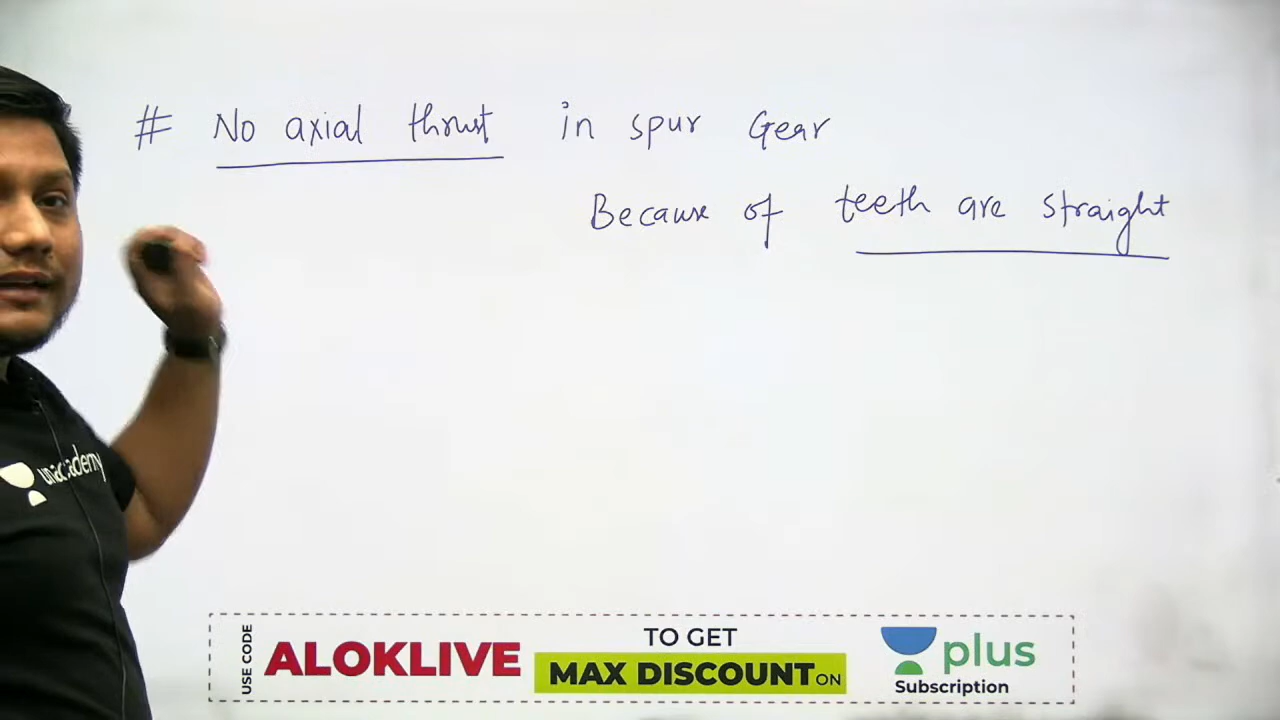 # No axial thrust in spur Gear
Because of teeth are straight
unacademy
USE CODE
ALOKLIVE
TO GET
MAX DISCOUNT ON
plus
Subscription